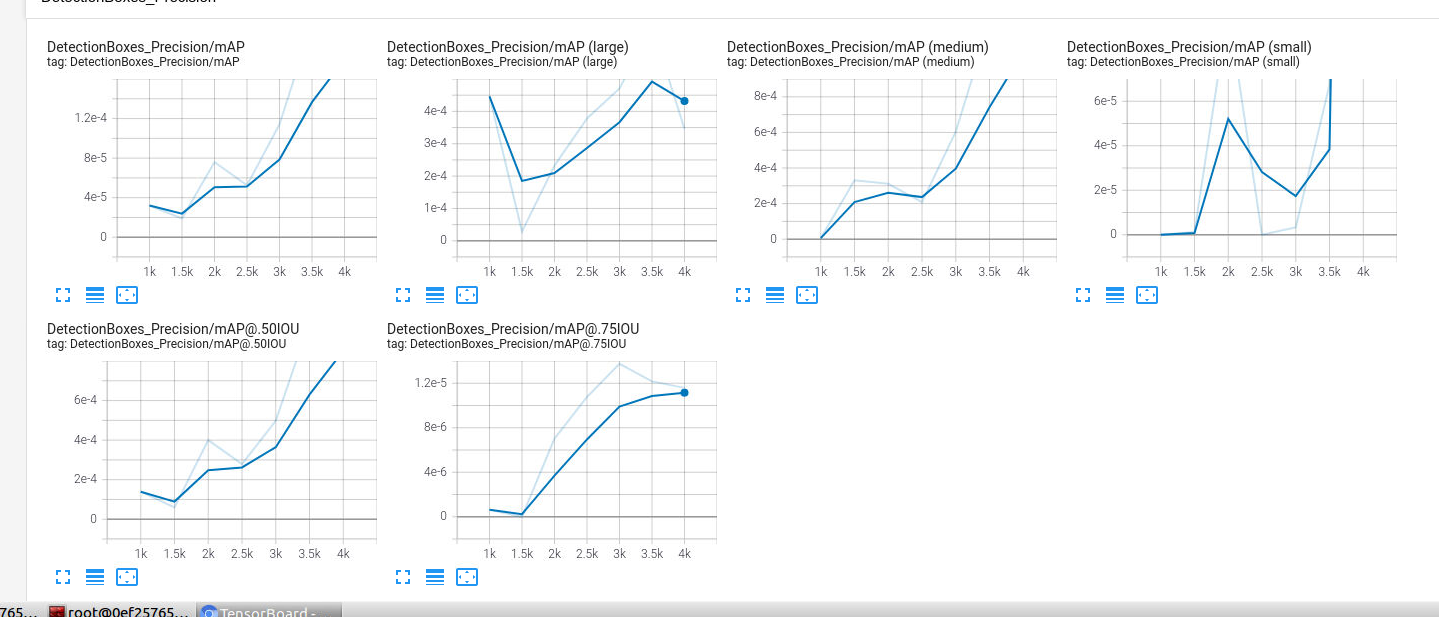 DetectionBoxes_Precision
DetectionBoxes_Precision/mAP
tag: DetectionBoxes_Precision/mAP
1.2e-4
8e-5
4e-5
0
1k 1.5k 2k 2.5k 3k 3.5k 4k
DetectionBoxes_Precision/mAP (large)
tag: DetectionBoxes_Precision/mAP (large)
4e-4
3e-4
2e-4
1e-4
0
1k 1.5k 2k 2.5k 3k 3.5k 4k
DetectionBoxes_Precision/mAP (medium)
tag: DetectionBoxes_Precision/mAP (medium)
8e-4
6e-4
4e-4
2e-4
0
1k 1.5k 2k 2.5k 3k 3.5k 4k
DetectionBoxes_Precision/mAP (small)
tag: DetectionBoxes_Precision/mAP (small)
6e-5
4e-5
2e-5
0
1k 1.5k 2k 2.5k 3k 3.5k 4k
DetectionBoxes_Precision/mAP@.50IOU
tag: DetectionBoxes_Precision/mAP@.50IOU
6e-4
4e-4
2e-4
0
1k 1.5k 2k 2.5k 3k 3.5k 4k
DetectionBoxes_Precision/mAP@.75IOU
tag: DetectionBoxes_Precision/mAP@.75IOU
1.2e-5
8e-6
4e-6
0
1k 1.5k 2k 2.5k 3k 3.5k 4k
765... root@0ef25765... TensorBoard -